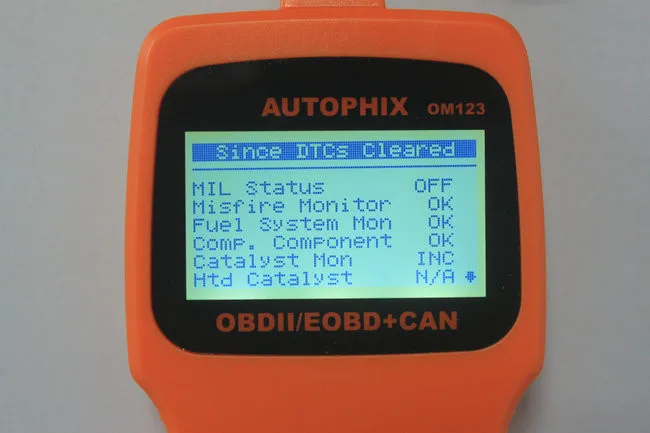 AUTOPHIX OM123
Since DTCs Cleared
MIL Status OFF
Misfire Monitor OK
Fuel System Mon OK
Comp. Component OK
Catalyst Mon INC
Htd Catalyst N/A
OBDII/EOBD+CAN